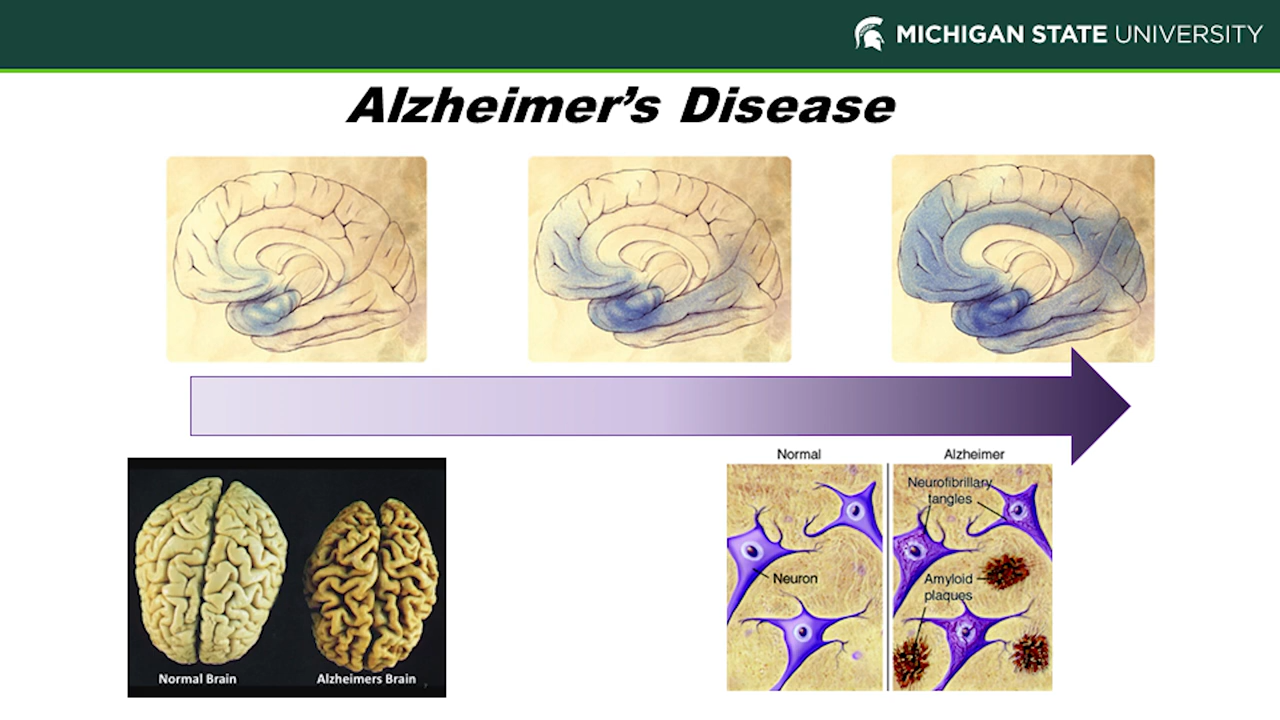 MICHIGAN STATE UNIVERSITY
Alzheimer's Disease
Normal Brain
Alzheimers Brain
Normal
Alzheimer
Neuron
Neurofibrillary
tangles
Amyloid
plaques